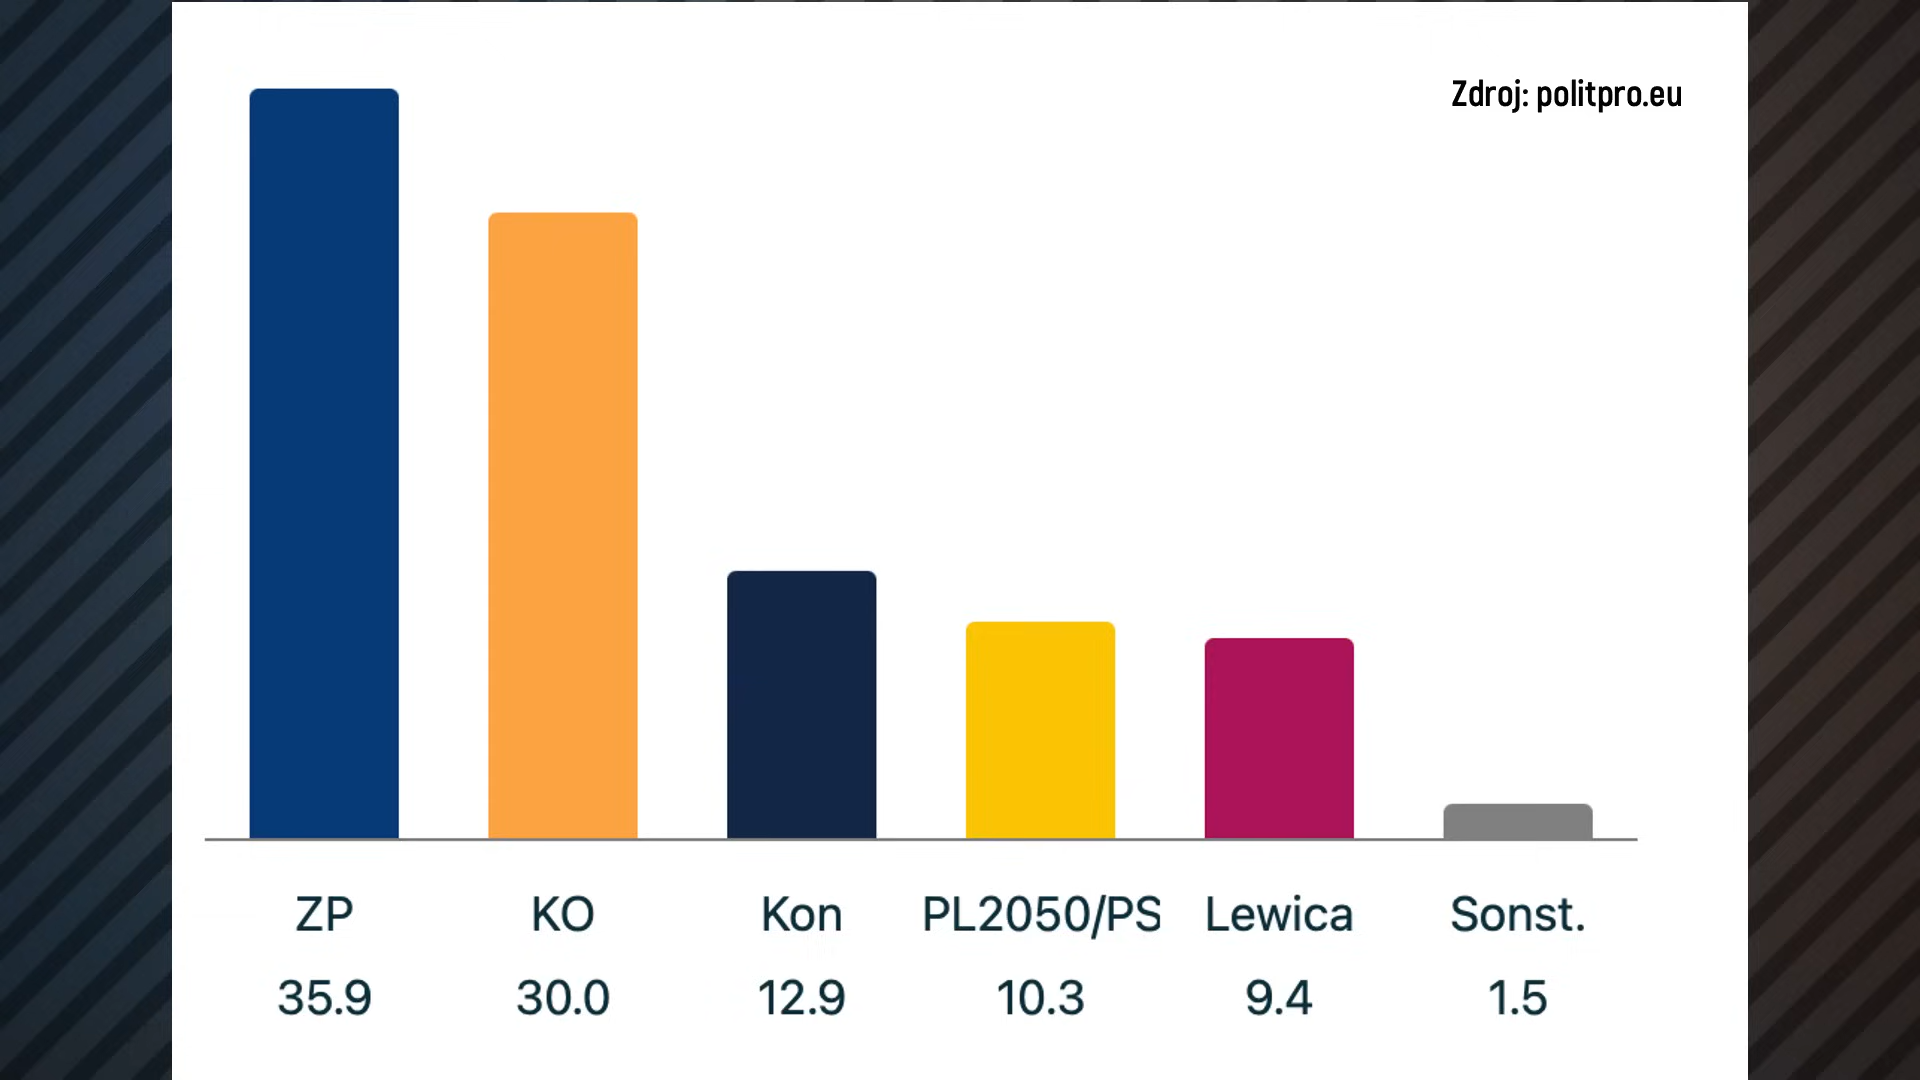 Zdroj: politpro.eu
ZP KO Kon PL2050/PS Lewica Sonst.
35.9 30.0 12.9 10.3 9.4 1.5